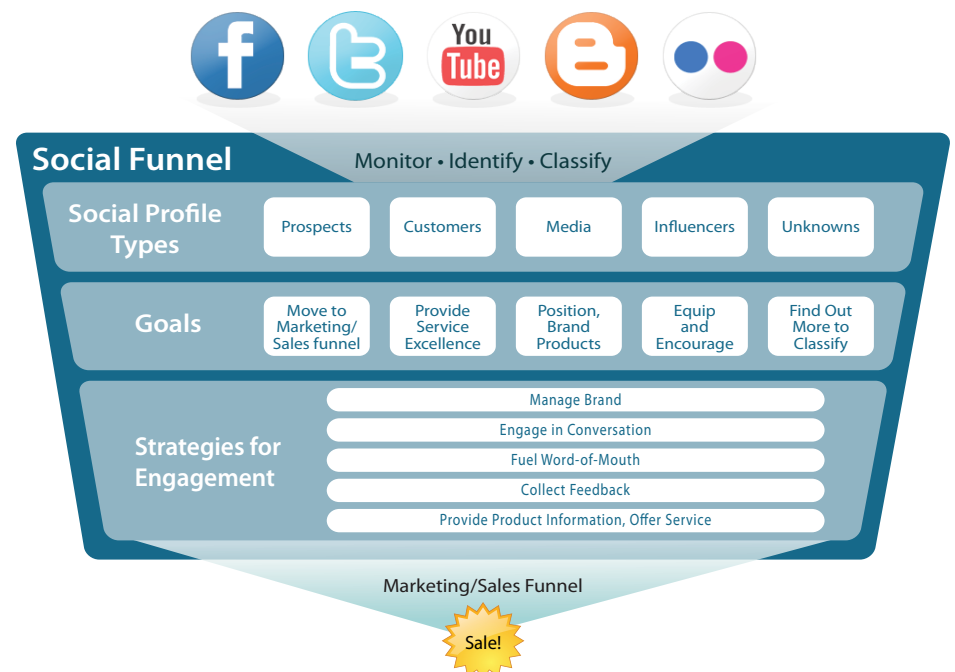 You
Tube
Social Funnel
Monitor • Identify • Classify
Social Profile
Types
Prospects
Customers
Media
Influencers
Unknowns
Goals
Move to
Marketing/
Sales funnel
Provide
Service
Excellence
Position,
Brand
Products
Equip
and
Encourage
Find Out
More to
Classify
Strategies for
Engagement
Manage Brand
Engage in Conversation
Fuel Word-of-Mouth
Collect Feedback
Provide Product Information, Offer Service
Marketing/Sales Funnel
Sale!